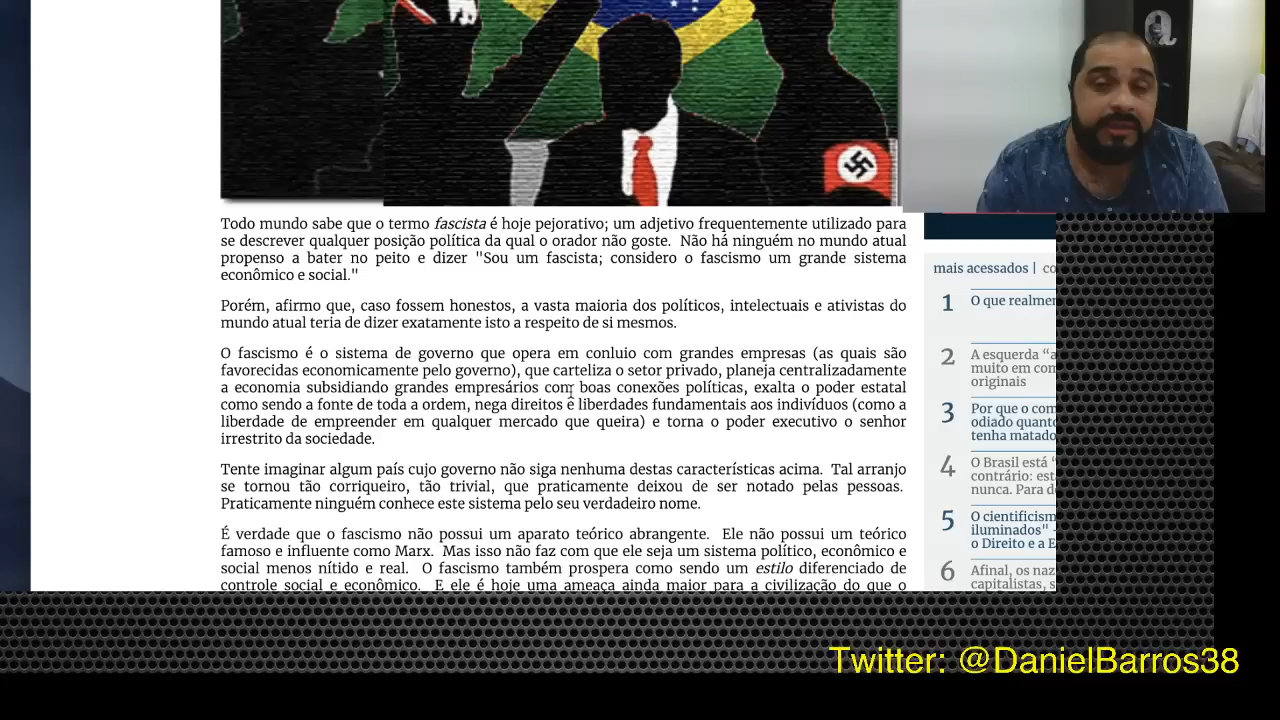 Todo mundo sabe que o termo fascista é hoje pejorativo; um adjetivo frequentemente utilizado para
se descrever qualquer posição política da qual o orador não goste. Não há ninguém no mundo atual
propenso a bater no peito e dizer "Sou um fascista; considero o fascismo um grande sistema
econômico e social."
Porém, afirmo que, caso fossem honestos, a vasta maioria dos políticos, intelectuais e ativistas do
mundo atual teria de dizer exatamente isto a respeito de si mesmos.
O fascismo é o sistema de governo que opera em conluio com grandes empresas (as quais são
favorecidas economicamente pelo governo), que carteliza o setor privado, planeja centralizadamente
a economia subsidiando grandes empresários com boas conexões políticas, exalta o poder estatal
como sendo a fonte de toda a ordem, nega direitos e liberdades fundamentais aos indivíduos (como a
liberdade de empreender em qualquer mercado que queira) e torna o poder executivo o senhor
irrestrito da sociedade.
Tente imaginar algum país cujo governo não siga nenhuma destas características acima. Tal arranjo
se tornou tão corriqueiro, tão trivial, que praticamente deixou de ser notado pelas pessoas.
Praticamente ninguém conhece este sistema pelo seu verdadeiro nome.
É verdade que o fascismo não possui um aparato teórico abrangente. Ele não possui um teórico
famoso e influente como Marx. Mas isso não faz com que ele seja um sistema político, econômico e
social menos nítido e real. O fascismo também prospera como sendo um estilo diferenciado de
controle social e econômico. E ele é hoje uma ameaça ainda maior para a civilização do que o
mais acessados | co
1 O que realmen
2 A esquerda “a
muito em com
originais
3 Por que o com
odiado quanto
tenha matado
4 O Brasil está “
contrário: est
nunca. Para d
5 O cientificism
iluminados” –
o Direito e a E
6 Afinal, os naz
capitalistas, s
Twitter: @DanielBarros38